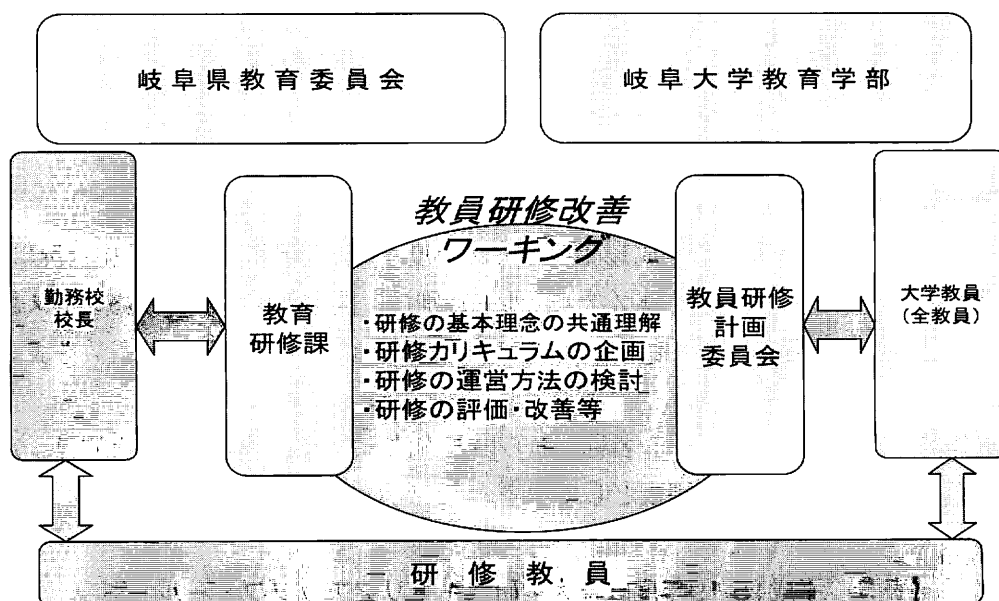 岐阜県教育委員会
岐阜大学教育学部
勤務校
校長
教育
研修課
教員研修改善
ワーキング
・研修の基本理念の共通理解
・研修カリキュラムの企画
・研修の運営方法の検討
・研修の評価・改善等
教員研修
計画
委員会
大学教員
(全教員)
研修教員